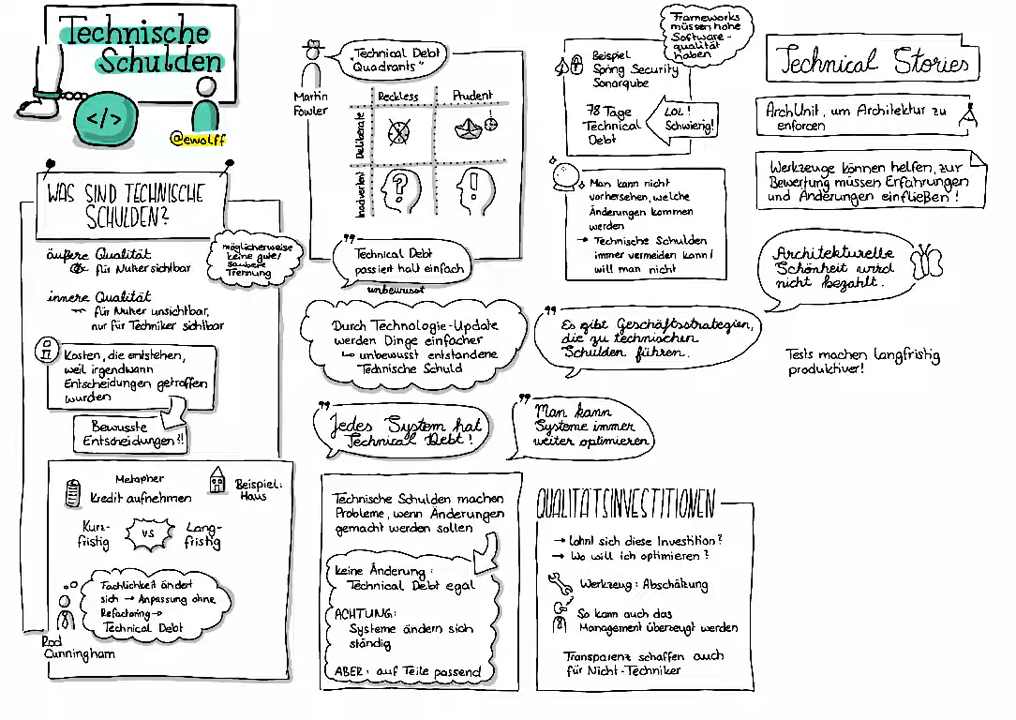 Technische
Schulden
</>
@ewolff
WAS SIND TECHNISCHE
SCHULDEN?
äußere Qualität
für Nutzer sichtbar
möglicherweise
keine gute/
saubere
Trennung
innere Qualität
für Nutzer unsichtbar,
nur für Techniker sichtbar
Kosten, die entstehen,
weil irgendwann
Entscheidungen getroffen
wurden
Bewusste
Entscheidungen?!
Metapher
Kredit aufnehmen
Beispiel:
Haus
Kurz-
fristig
VS
Lang-
fristig
Fachlichkeit ändert
sich → Anpassung ohne
Refactoring →
Technical Debt
Rod
Cunningham
Martin
Fowler
Technical Debt
"Quadrants"
Reckless
Prudent
Deliberate
Inadvertent
?
!
"Technical Debt
passiert halt einfach
unbewusst
Durch Technologie-Update
werden Dinge einfacher
↳ unbewusst entstandene
Technische Schuld
"Jedes System hat
Technical Debt!
"Man kann
Systeme immer
weiter optimieren
Technische Schulden machen
Probleme, wenn Änderungen
gemacht werden sollen
keine Änderung:
Technical Debt egal
ACHTUNG:
Systeme ändern sich
ständig
ABER: auf Teile passend
Frameworks
müssen hohe
Software-
qualität
haben
Beispiel
Spring Security
Sonarqube
78 Tage
Technical
Debt
LOL!
Schwierig!
Man kann nicht
vorhersehen, welche
Änderungen kommen
werden
→ Technische Schulden
immer vermeiden kann/
will man nicht
"Es gibt Geschäftsstrategien,
die zu technischen
Schulden führen.
QUALITÄTSINVESTITIONEN
→ Lohnt sich diese Investition?
→ Wo will ich optimieren?
Werkzeug: Abschätzung
So kann auch das
Management überzeugt werden
Transparenz schaffen auch
für Nicht-Techniker
Technical Stories
ArchUnit, um Architektur zu
enforcen
Werkzeuge können helfen, zur
Bewertung müssen Erfahrungen
und Änderungen einfließen!
Architekturelle
Schönheit wird
nicht bezahlt.
Tests machen langfristig
produktiver!